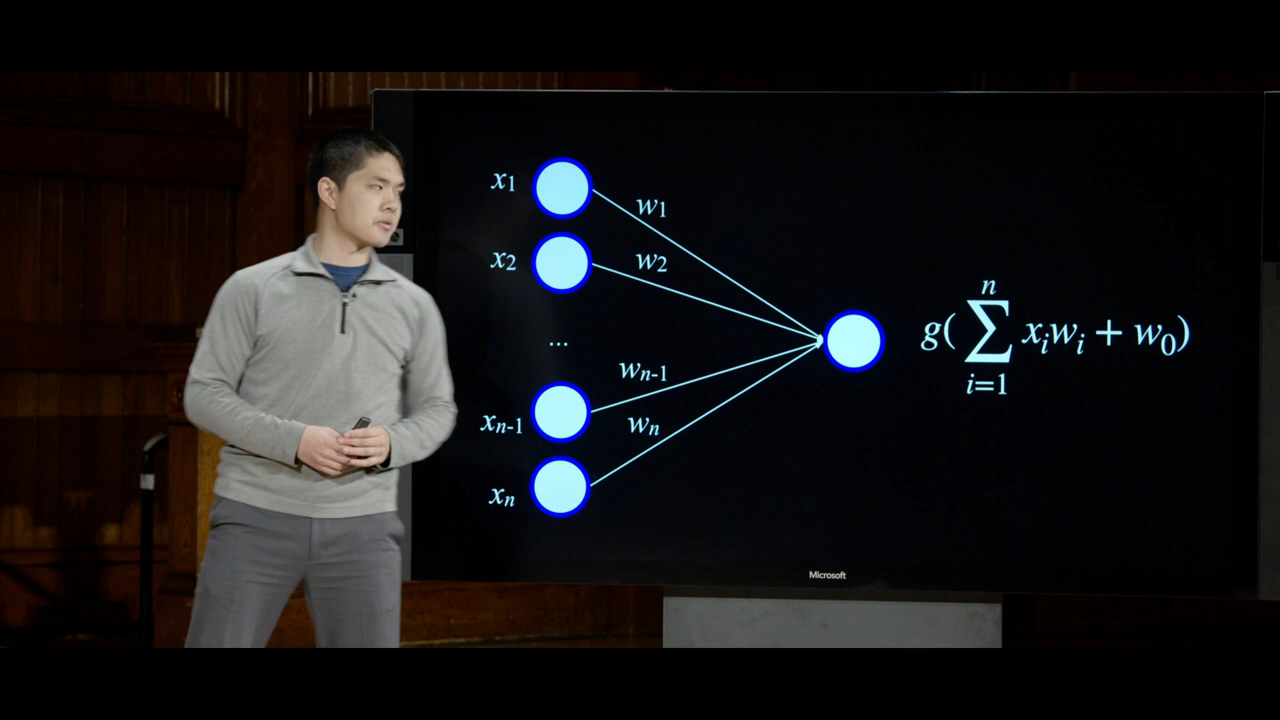 x1
w1
x2
w2
...
wn-1
xn-1
wn
xn
n
g( ∑ xiwi + w0)
i=1
Microsoft